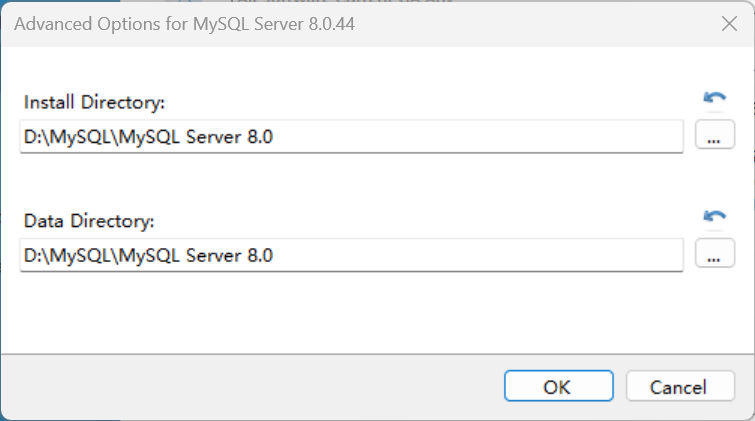 Advanced Options for MySQL Server 8.0.44
Install Directory:
D:\MySQL\MySQL Server 8.0
...
Data Directory:
D:\MySQL\MySQL Server 8.0
...
OK
Cancel